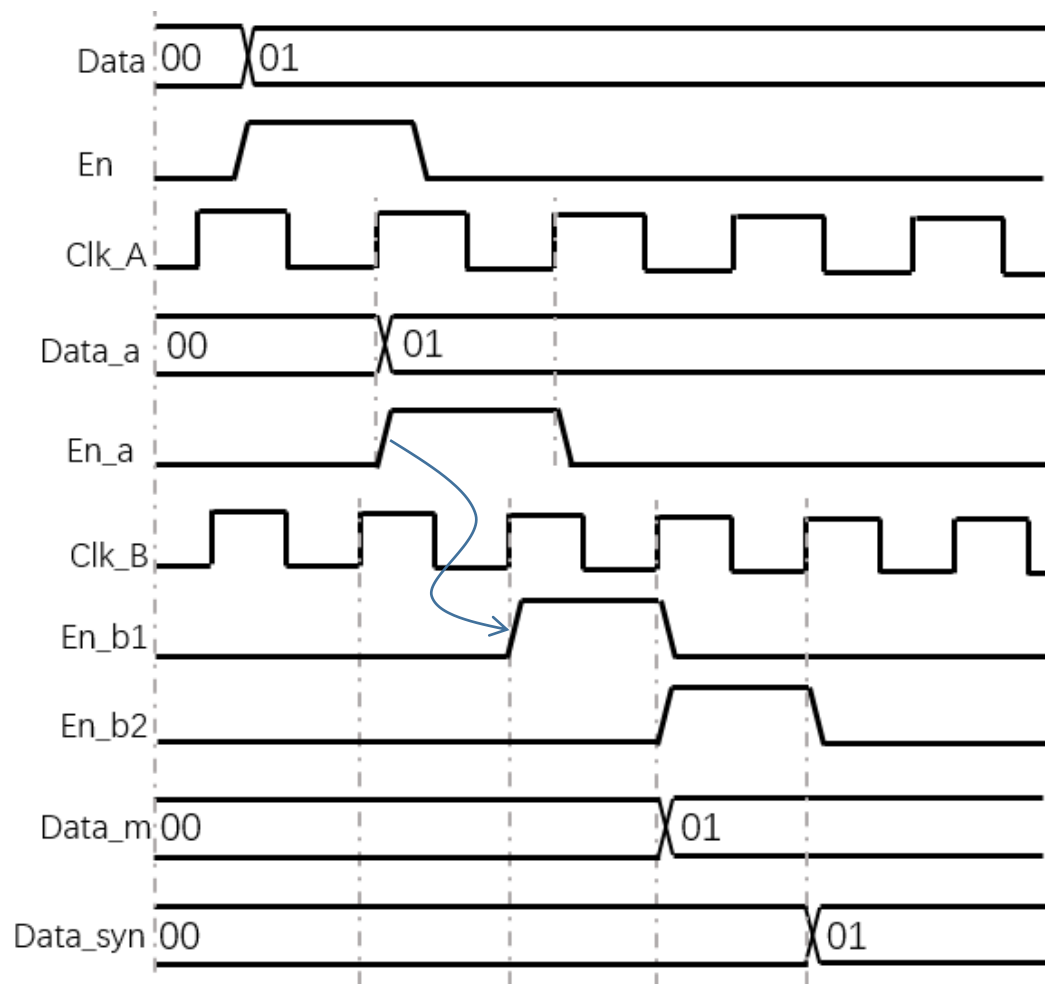 Data 00 01
En
Clk_A
Data_a 00 01
En_a
Clk_B
En_b1
En_b2
Data_m 00 01
Data_syn 00 01